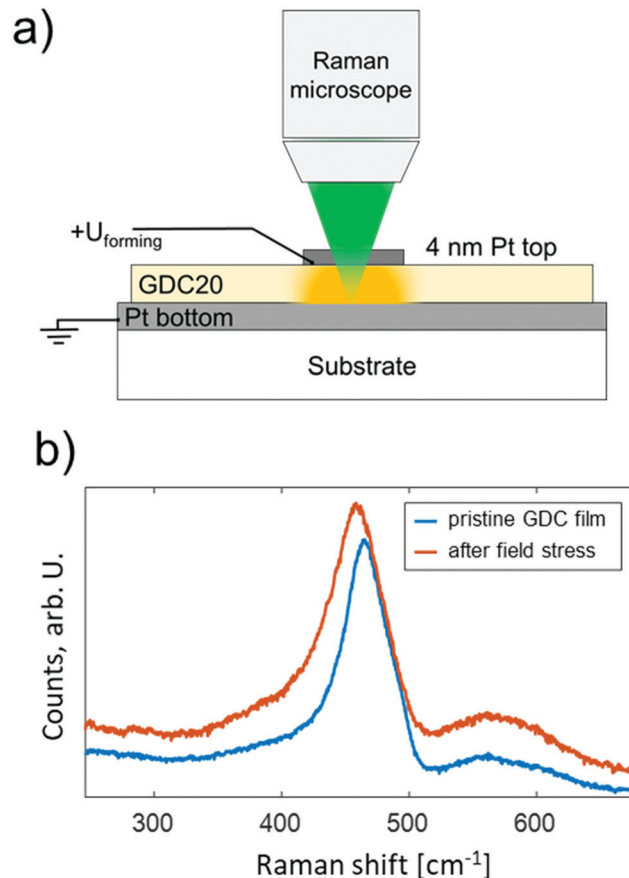 a)
Raman
microscope
+U_forming
4 nm Pt top
GDC20
Pt bottom
Substrate
b)
pristine GDC film
after field stress
Counts, arb. U.
300 400 500 600
Raman shift [cm⁻¹]